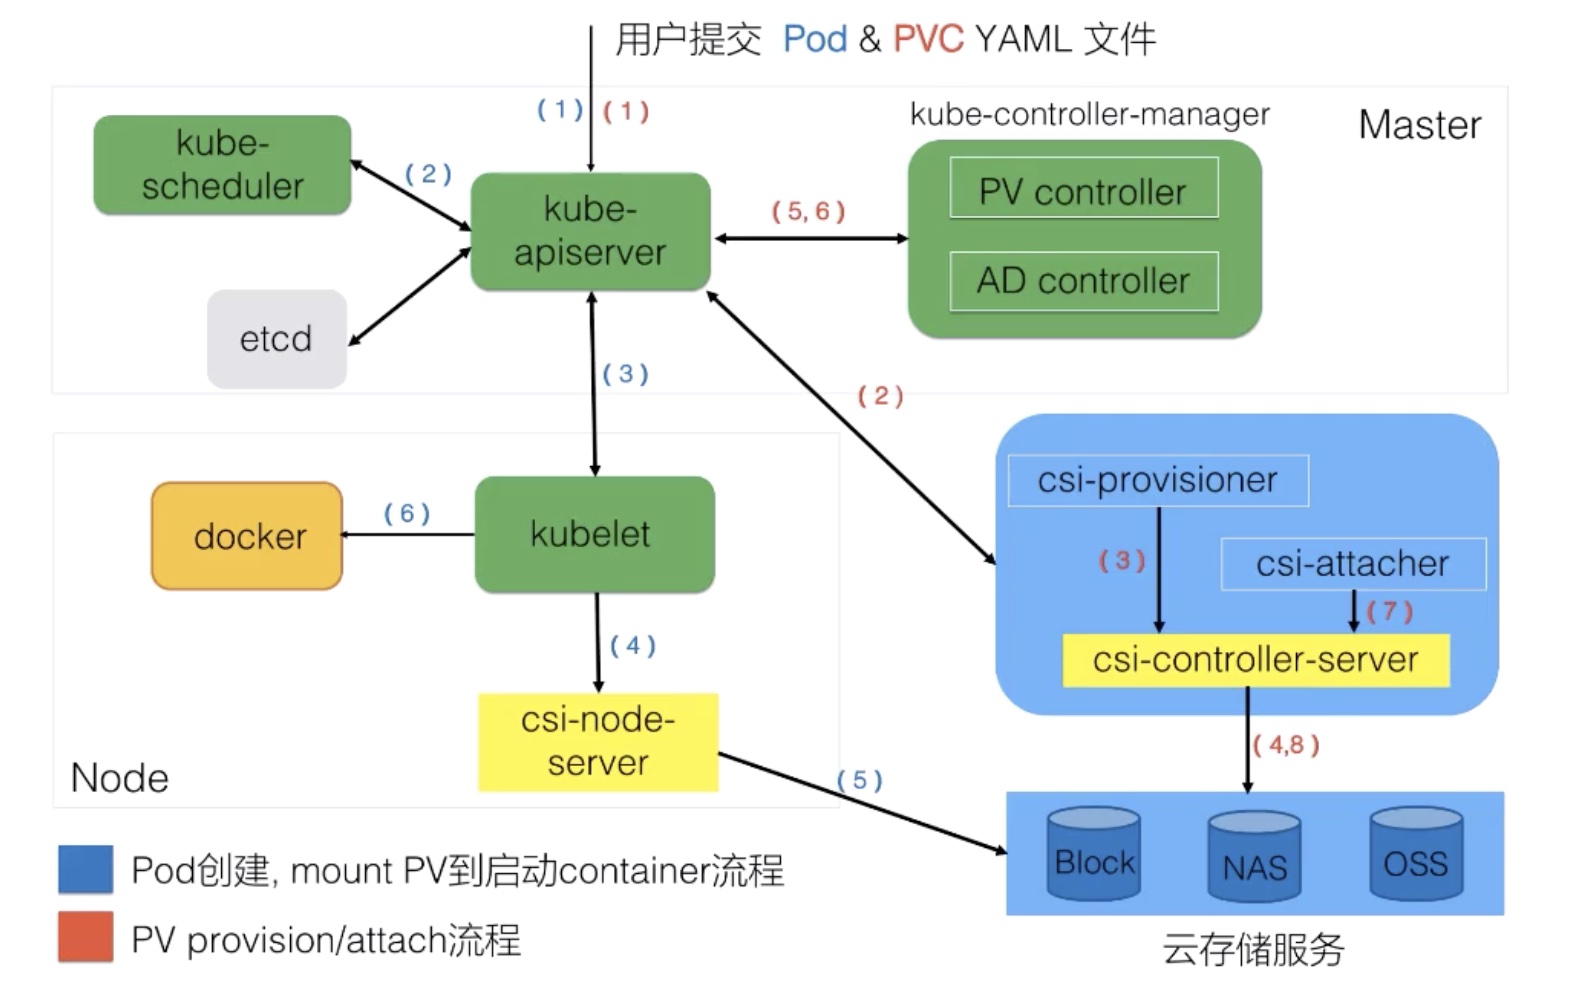 用户提交 Pod & PVC YAML 文件
(1) (1)
kube-controller-manager
Master
kube-
scheduler
(2)
kube-
apiserver
(5,6)
PV controller
AD controller
etcd
(3)
(2)
docker
(6)
kubelet
csi-provisioner
(3)
csi-attacher
(7)
(4)
csi-controller-server
csi-node-
server
(4,8)
Node
(5)
Block
NAS
OSS
Pod创建, mount PV到启动container流程
PV provision/attach流程
云存储服务